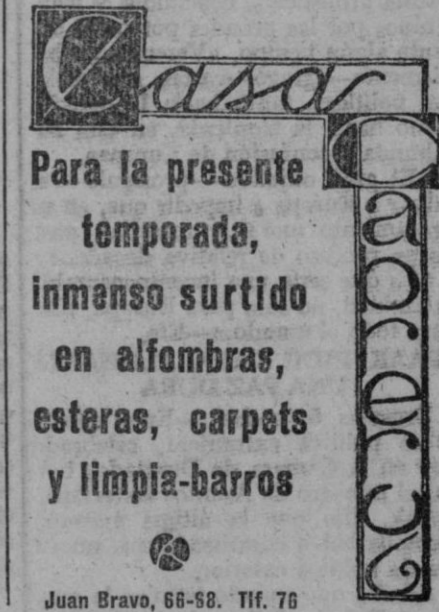 Casa
Cabrera
Para la presente
temporada,
inmenso surtido
en alfombras,
esteras, carpets
y limpia-barros
Juan Bravo, 66-68. Tlf. 76